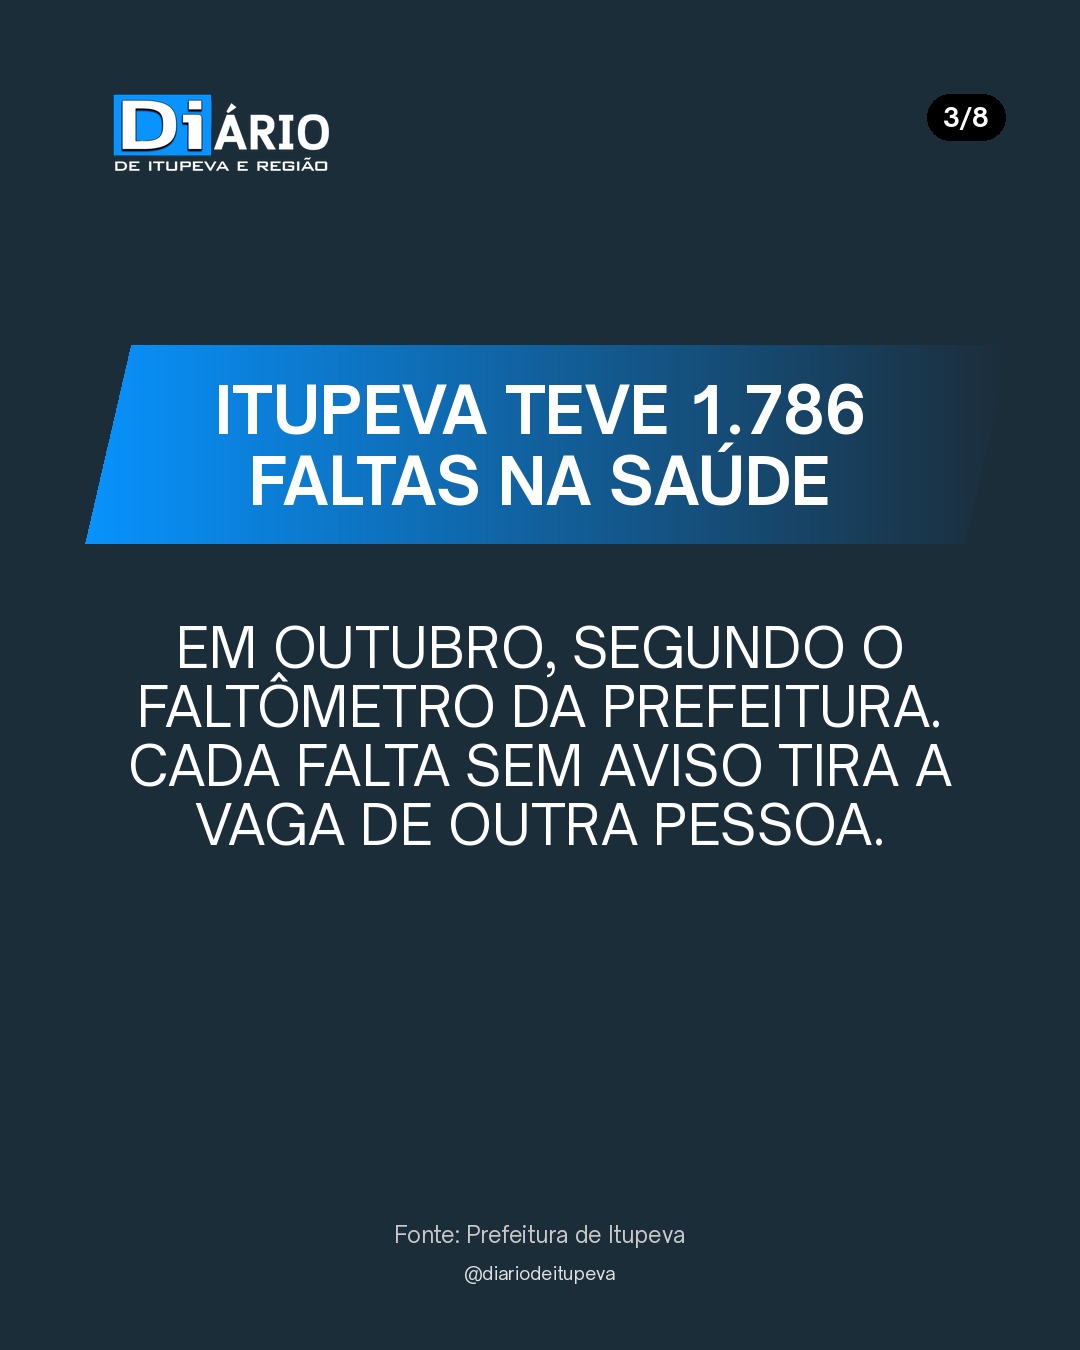 DiÁRIO
DE ITUPEVA E REGIÃO
3/8
ITUPEVA TEVE 1.786
FALTAS NA SAÚDE
EM OUTUBRO, SEGUNDO O
FALTÔMETRO DA PREFEITURA.
CADA FALTA SEM AVISO TIRA A
VAGA DE OUTRA PESSOA.
Fonte: Prefeitura de Itupeva
@diariodeitupeva